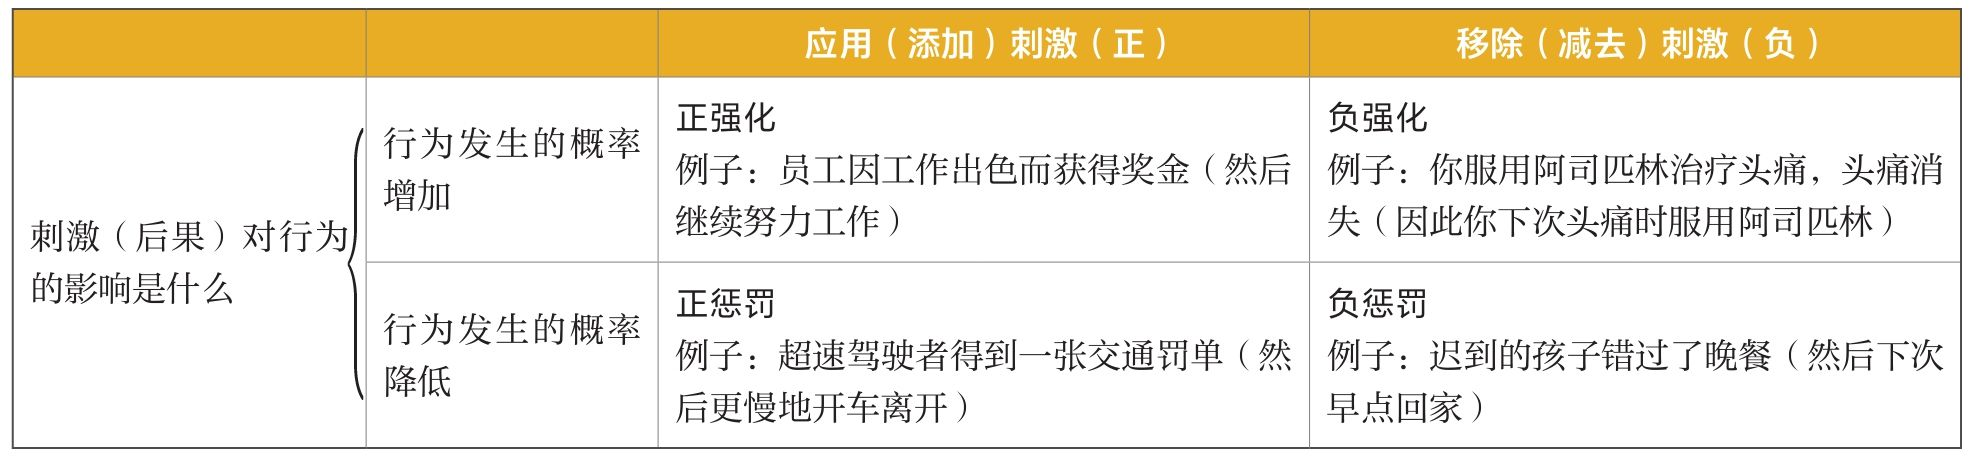 应用（添加）刺激（正）
移除（减去）刺激（负）
刺激（后果）对行为
的影响是什么
行为发生的概率
增加
正强化
例子：员工因工作出色而获得奖金（然后
继续努力工作）
负强化
例子：你服用阿司匹林治疗头痛，头痛消
失（因此你下次头痛时服用阿司匹林）
行为发生的概率
降低
正惩罚
例子：超速驾驶者得到一张交通罚单（然
后更慢地开车离开）
负惩罚
例子：迟到的孩子错过了晚餐（然后下次
早点回家）